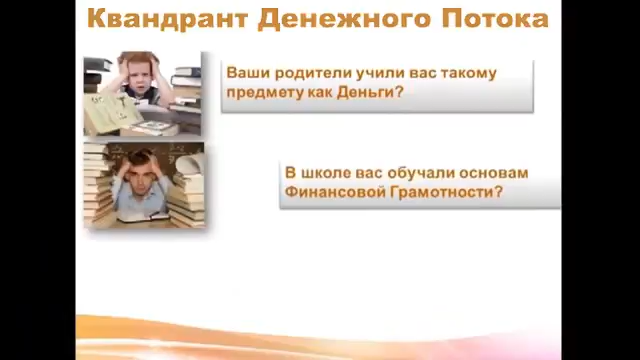 Квандрант Денежного Потока
Ваши родители учили вас такому
предмету как Деньги?
В школе вас обучали основам
Финансовой Грамотности?